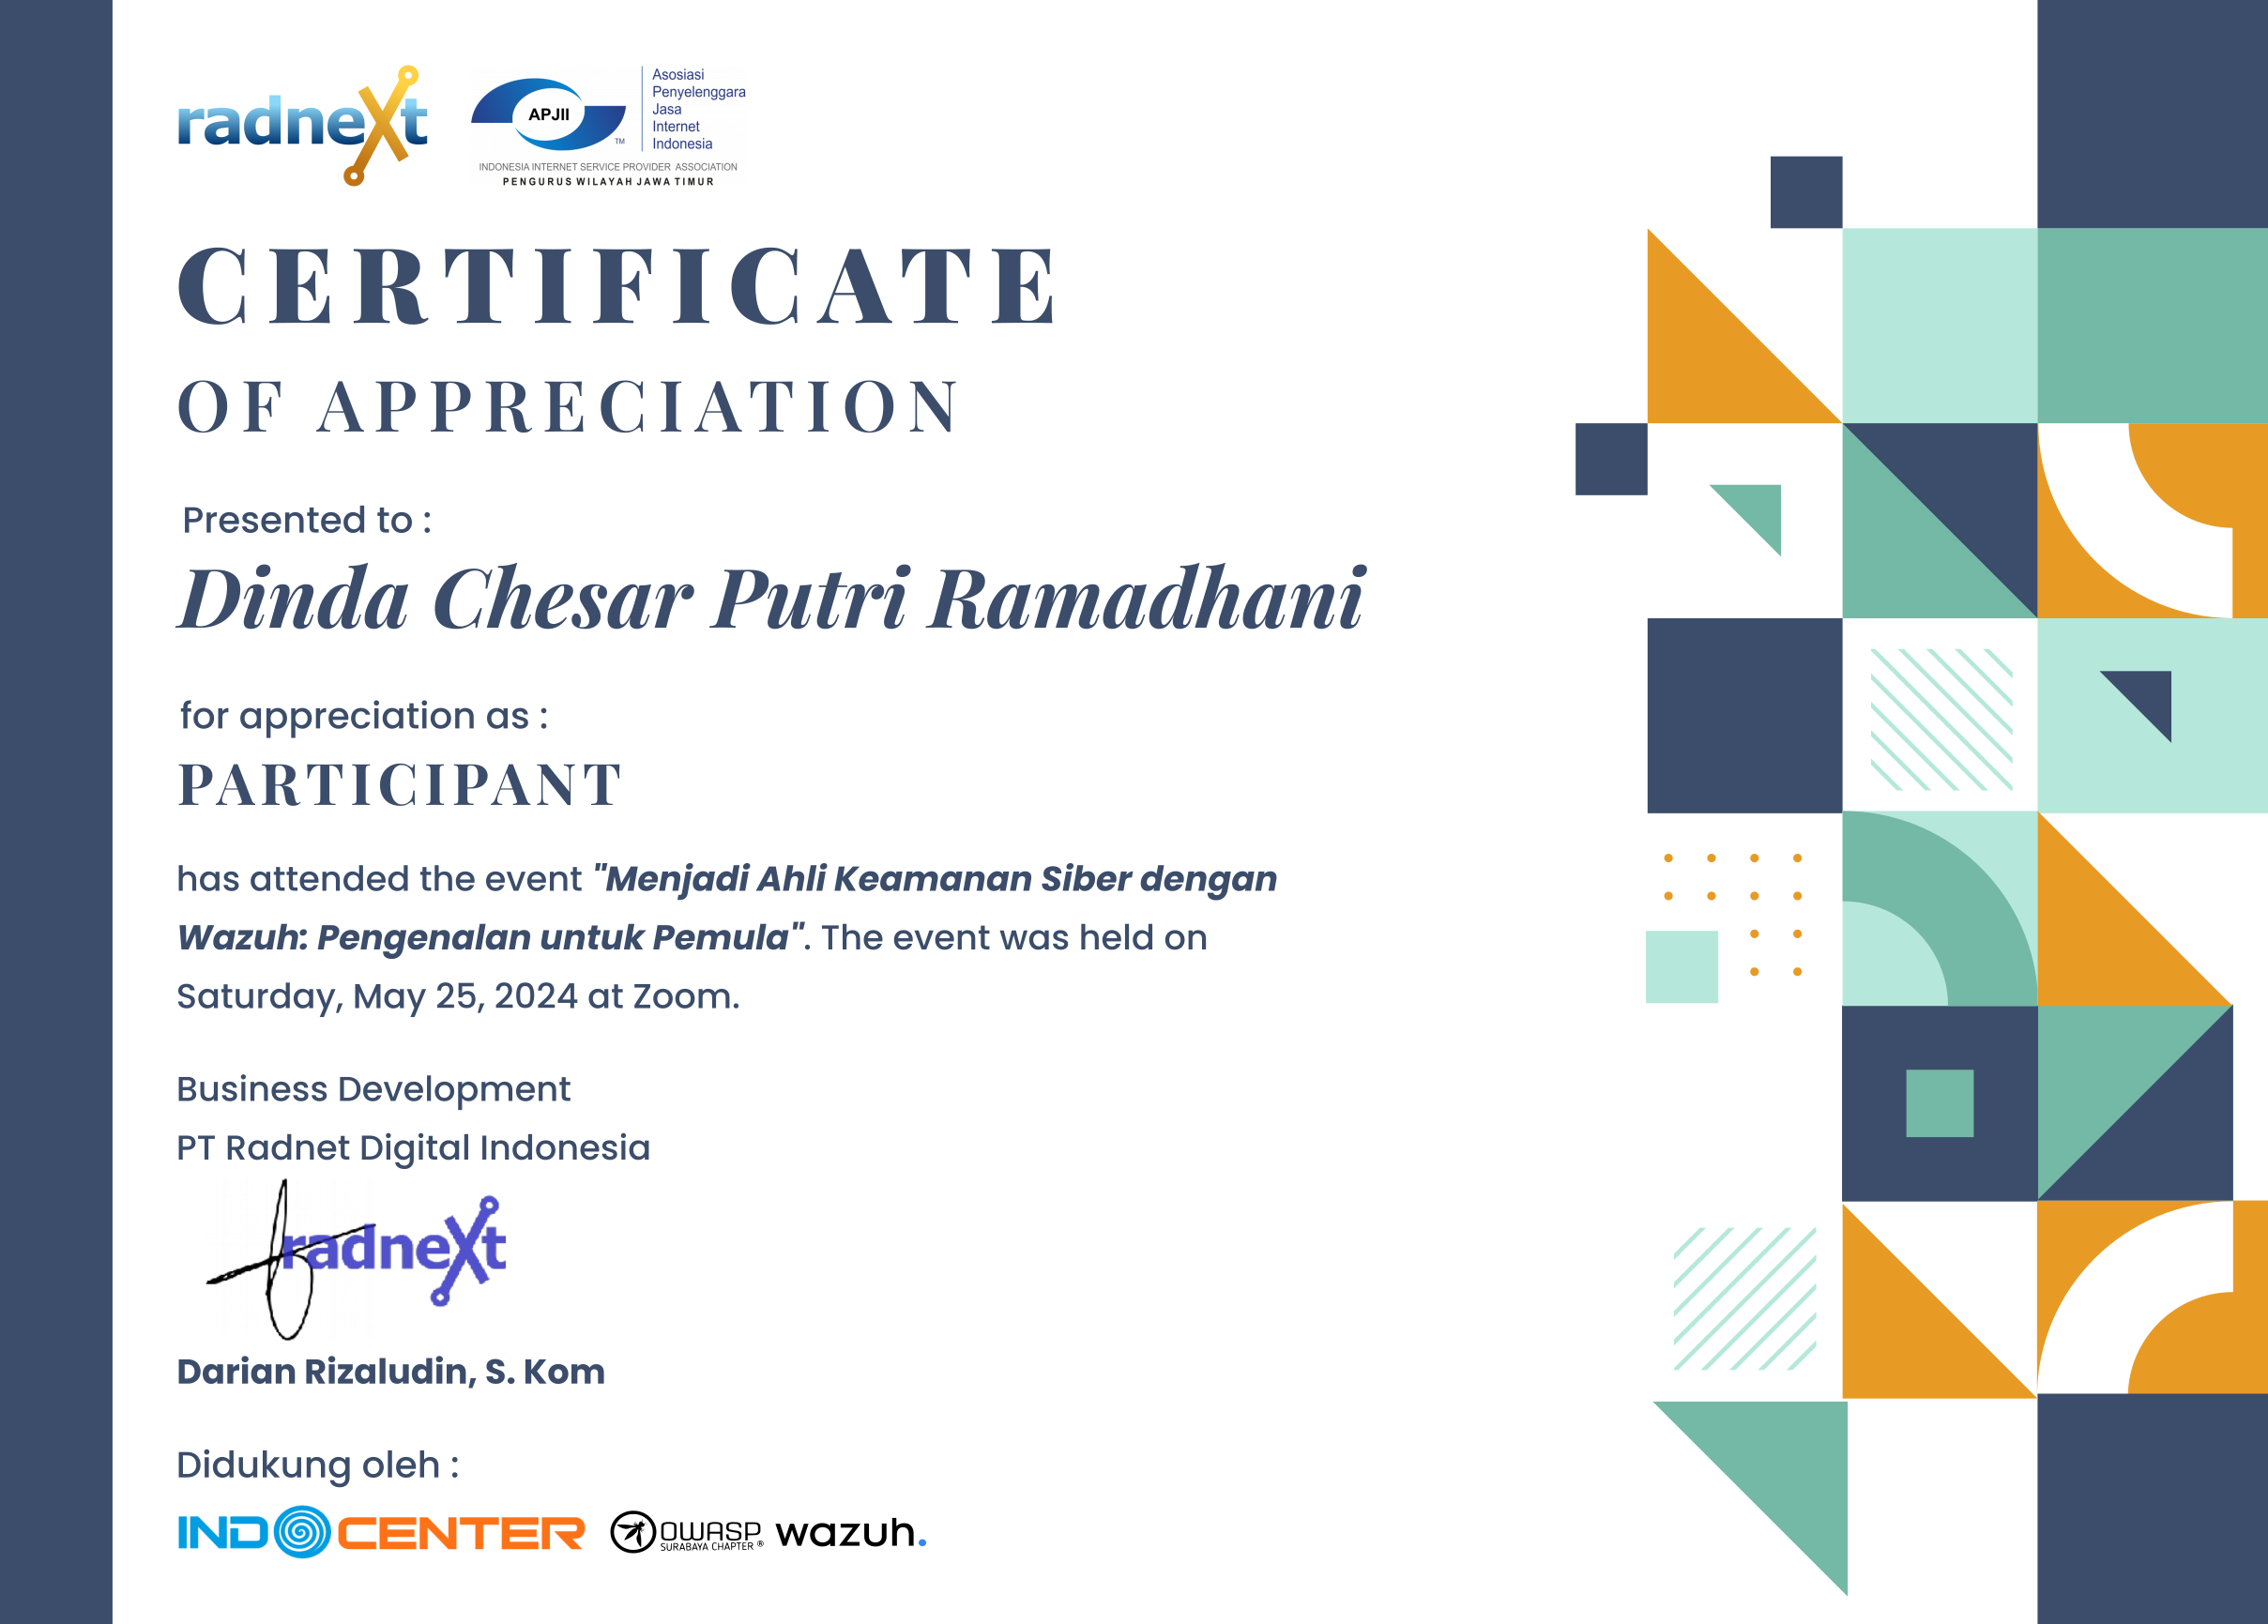 radnext
APJII
TM
Asosiasi
Penyelenggara
Jasa
Internet
Indonesia
INDONESIA INTERNET SERVICE PROVIDER ASSOCIATION
PENGURUS WILAYAH JAWA TIMUR
CERTIFICATE
OF APPRECIATION
Presented to :
Dinda Chesar Putri Ramadhani
for appreciation as :
PARTICIPANT
has attended the event "Menjadi Ahli Keamanan Siber dengan
Wazuh: Pengenalan untuk Pemula". The event was held on
Saturday, May 25, 2024 at Zoom.
Business Development
PT Radnet Digital Indonesia
radnext
Darian Rizaludin, S. Kom
Didukung oleh :
INDOCENTER
OWASP
SURABAYA CHAPTER ®
wazuh.